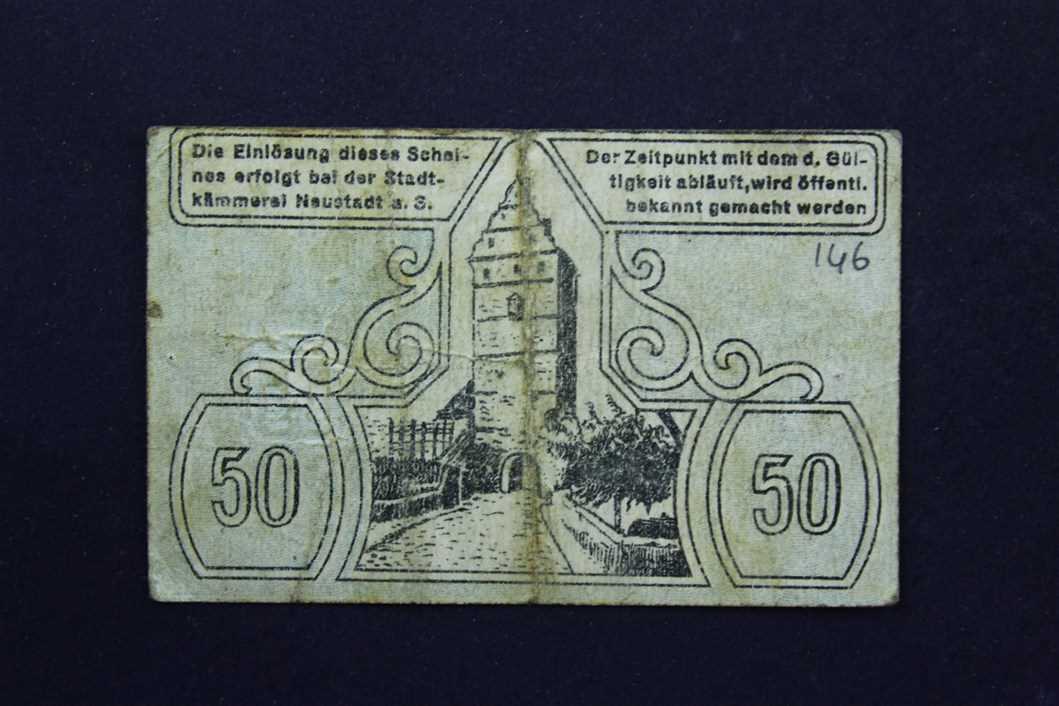 Die Einlösung dieses Schei-
nes erfolgt bei der Stadt-
kämmerei Neustadt a. S.
Der Zeitpunkt mit dem d. Gül-
tigkeit abläuft, wird öffentl.
bekannt gemacht werden
146
50
50